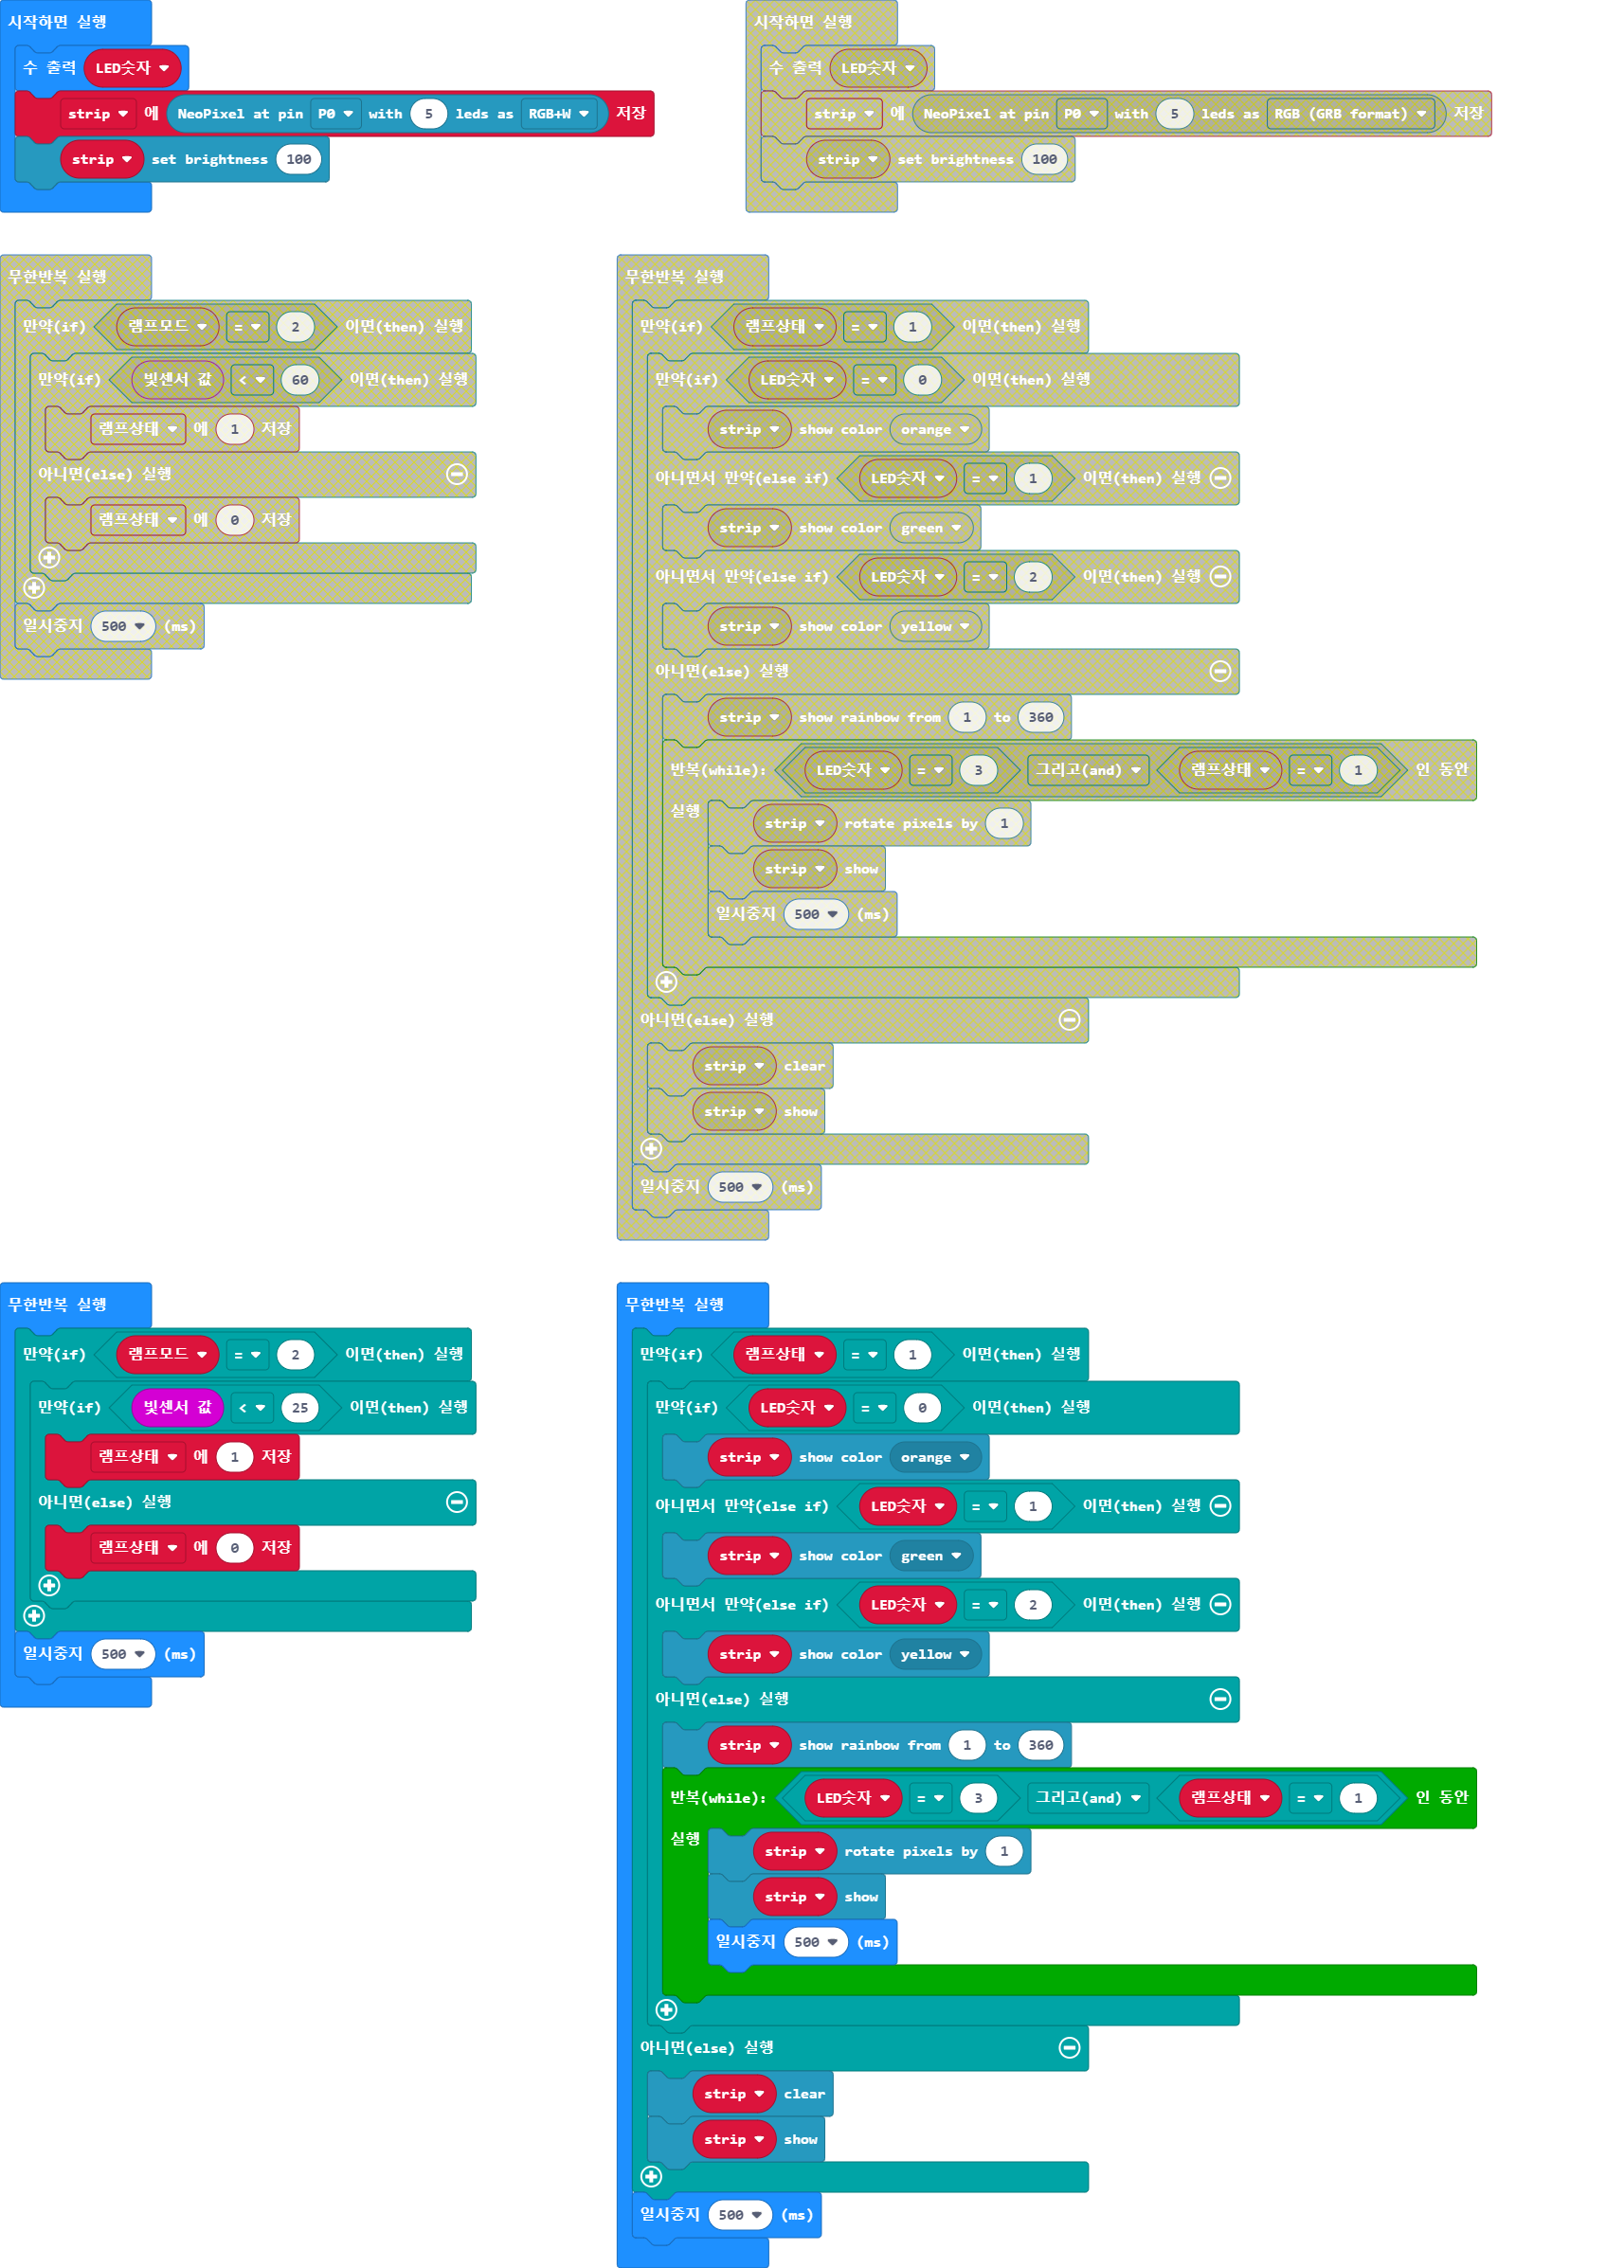 시작하면 실행
수 출력 LED숫자
strip 에 NeoPixel at pin P0 with 5 leds as RGB+W 저장
strip set brightness 100
시작하면 실행
수 출력 LED숫자
strip 에 NeoPixel at pin P0 with 5 leds as RGB (GRB format) 저장
strip set brightness 100
무한반복 실행
만약(if) 램프모드 = 2 이면(then) 실행
만약(if) 빛센서 값 < 60 이면(then) 실행
램프상태 에 1 저장
아니면(else) 실행
램프상태 에 0 저장
일시중지 500 (ms)
무한반복 실행
만약(if) 램프상태 = 1 이면(then) 실행
만약(if) LED숫자 = 0 이면(then) 실행
strip show color orange
아니면서 만약(else if) LED숫자 = 1 이면(then) 실행
strip show color green
아니면서 만약(else if) LED숫자 = 2 이면(then) 실행
strip show color yellow
아니면(else) 실행
strip show rainbow from 1 to 360
반복(while): LED숫자 = 3 그리고(and) 램프상태 = 1 인 동안
실행 strip rotate pixels by 1
strip show
일시중지 500 (ms)
아니면(else) 실행
strip clear
strip show
일시중지 500 (ms)
무한반복 실행
만약(if) 램프모드 = 2 이면(then) 실행
만약(if) 빛센서 값 < 25 이면(then) 실행
램프상태 에 1 저장
아니면(else) 실행
램프상태 에 0 저장
일시중지 500 (ms)
무한반복 실행
만약(if) 램프상태 = 1 이면(then) 실행
만약(if) LED숫자 = 0 이면(then) 실행
strip show color orange
아니면서 만약(else if) LED숫자 = 1 이면(then) 실행
strip show color green
아니면서 만약(else if) LED숫자 = 2 이면(then) 실행
strip show color yellow
아니면(else) 실행
strip show rainbow from 1 to 360
반복(while): LED숫자 = 3 그리고(and) 램프상태 = 1 인 동안
실행 strip rotate pixels by 1
strip show
일시중지 500 (ms)
아니면(else) 실행
strip clear
strip show
일시중지 500 (ms)